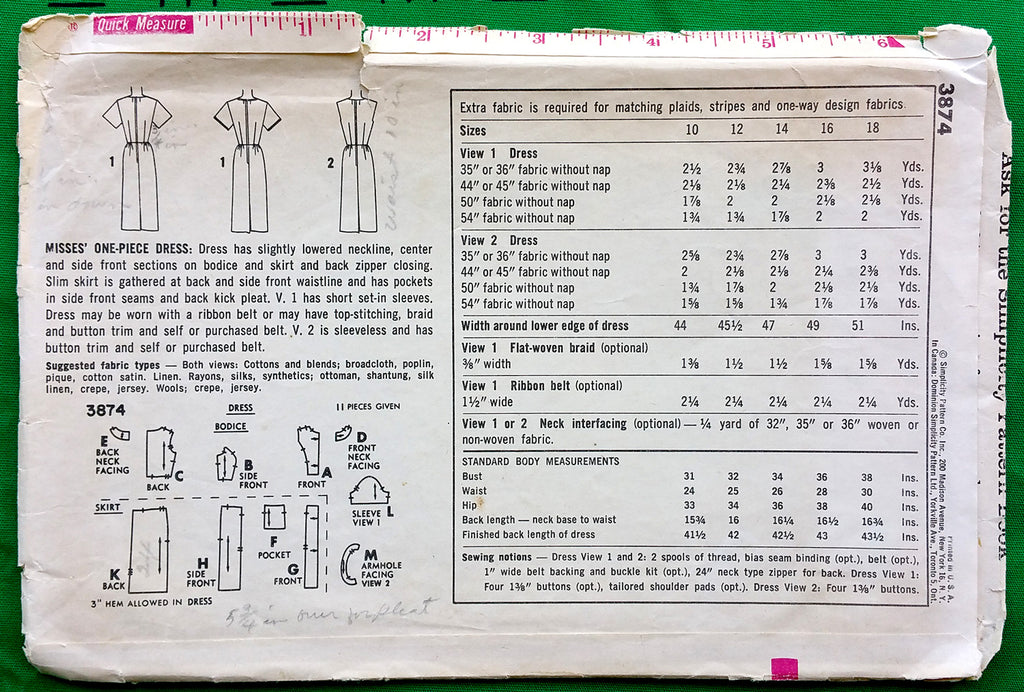 Quick Measure
1 2 3 4 5 6
3874
1 1 2
waist 10 in
MISSES' ONE-PIECE DRESS: Dress has slightly lowered neckline, center
and side front sections on bodice and skirt and back zipper closing.
Slim skirt is gathered at back and side front waistline and has pockets
in side front seams and back kick pleat. V. 1 has short set-in sleeves.
Dress may be worn with a ribbon belt or may have top-stitching, braid
and button trim and self or purchased belt. V. 2 is sleeveless and has
button trim and self or purchased belt.
Suggested fabric types — Both views: Cottons and blends; broadcloth, poplin,
pique, cotton satin. Linen. Rayons, silks, synthetics; ottoman, shantung, silk
linen, crepe, jersey. Wools; crepe, jersey.
3874
DRESS
11 PIECES GIVEN
BODICE
E
BACK
NECK
FACING
BACK
C
B
SIDE
FRONT
A
FRONT
D
FRONT
NECK
FACING
SLEEVE
VIEW 1
L
SKIRT
K
BACK
H
SIDE
FRONT
F
POCKET
G
FRONT
M
ARMHOLE
FACING
VIEW 2
3" HEM ALLOWED IN DRESS
Extra fabric is required for matching plaids, stripes and one-way design fabrics.
Sizes 10 12 14 16 18
View 1 Dress
35" or 36" fabric without nap 2½ 2¾ 2⅞ 3 3⅛ Yds.
44" or 45" fabric without nap 2⅛ 2⅛ 2¼ 2⅜ 2½ Yds.
50" fabric without nap 1⅞ 2 2 2⅛ 2⅛ Yds.
54" fabric without nap 1¾ 1¾ 1⅞ 2 2 Yds.
View 2 Dress
35" or 36" fabric without nap 2⅝ 2¾ 2⅞ 3 3 Yds.
44" or 45" fabric without nap 2 2⅛ 2⅛ 2¼ 2⅜ Yds.
50" fabric without nap 1¾ 1⅞ 2 2⅛ 2⅛ Yds.
54" fabric without nap 1⅝ 1⅝ 1¾ 1⅞ 1⅞ Yds.
Width around lower edge of dress 44 45½ 47 49 51 Ins.
View 1 Flat-woven braid (optional)
⅜" width 1⅜ 1½ 1½ 1⅝ 1⅝ Yds.
View 1 Ribbon belt (optional)
1½" wide 2¼ 2¼ 2¼ 2¼ 2¼ Yds.
View 1 or 2 Neck interfacing (optional) — ¼ yard of 32", 35" or 36" woven or
non-woven fabric.
STANDARD BODY MEASUREMENTS
Bust 31 32 34 36 38 Ins.
Waist 24 25 26 28 30 Ins.
Hip 33 34 36 38 40 Ins.
Back length — neck base to waist 15¾ 16 16¼ 16½ 16¾ Ins.
Finished back length of dress 41½ 42 42½ 43 43½ Ins.
Sewing notions — Dress View 1 and 2: 2 spools of thread, bias seam binding (opt.), belt (opt.),
1" wide belt backing and buckle kit (opt.), 24" neck type zipper for back. Dress View 1:
Four 1⅜" buttons (opt.), tailored shoulder pads (opt.). Dress View 2: Four 1⅜" buttons.
© Simplicity Pattern Co. Inc., 200 Madison Avenue, New York 16, N. Y.
In Canada: Dominion Simplicity Pattern Ltd., Yorkville Ave., Toronto 5, Ont.
Printed in U. S. A.
Ask for the Simplicity Pattern